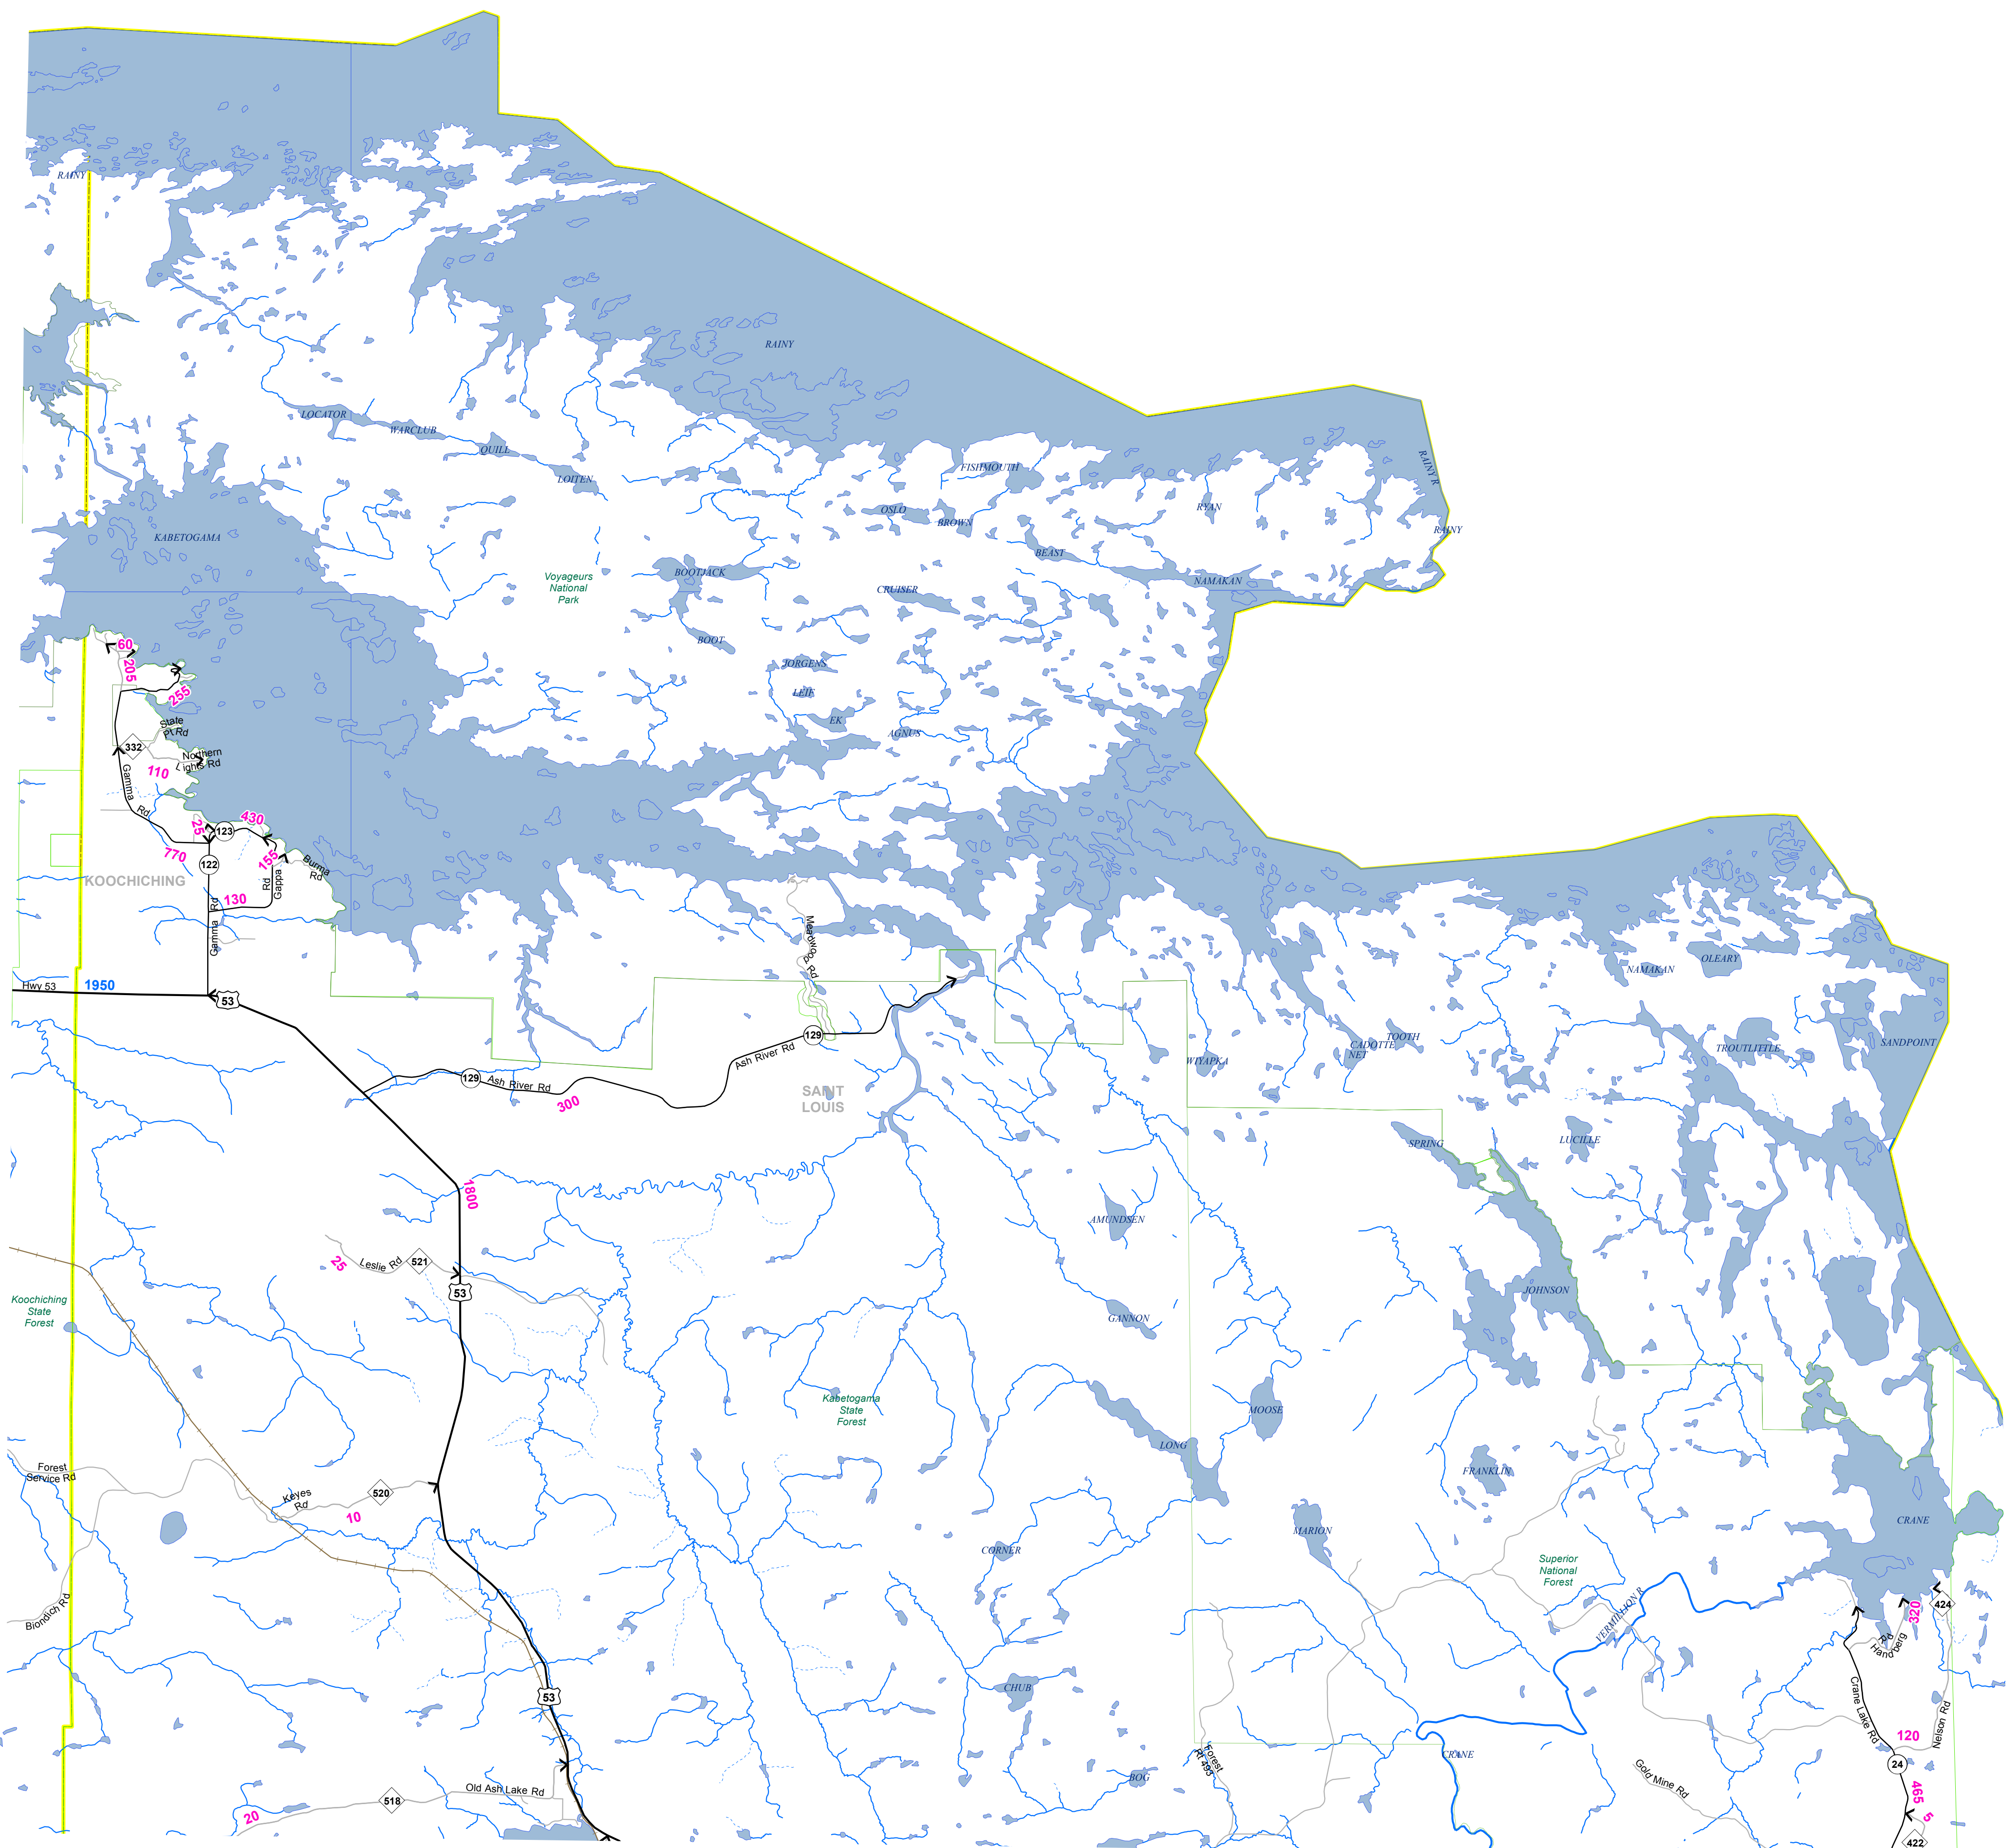 RAINY
RAINY
LOCATOR
WARCLUB
QUILL
LOITEN
FISHMOUTH
RAINY R
OSLO
BROWN
RYAN
RAINY
KABETOGAMA
BEAST
Voyageurs
National
Park
BOOTJACK
CRUISER
NAMAKAN
BOOT
60
205
JORGENS
LEIF
255
EK
AGNUS
State
Pt Rd
332
Northern
Lights Rd
110
Gamma
Rd
25
123
430
770
122
155
Burma
Rd
KOOCHICHING
Gappa
Rd
130
Gamma Rd
Meadwood Rd
Hwy 53
1950
53
NAMAKAN
OLEARY
129
Ash River Rd
129
Ash River Rd
300
SAINT
LOUIS
WIYAPKA
CADOTTE
NET
TOOTH
TROUTLITTLE
SANDPOINT
SPRING
LUCILLE
1800
AMUNDSEN
25
Leslie Rd
521
53
GANNON
JOHNSON
Koochiching
State
Forest
Kabetogama
State
Forest
MOOSE
LONG
FRANKLIN
Forest
Service Rd
Keyes
Rd
520
10
MARION
CRANE
CORNER
Superior
National
Forest
VERMILLION R
Biondich Rd
424
320
Handberg
Rd
53
CHUB
Crane Lake Rd
Nelson Rd
120
Forest
Rt 493
CRANE
24
BOG
Gold Mine Rd
Old Ash Lake Rd
518
20
465
5
422